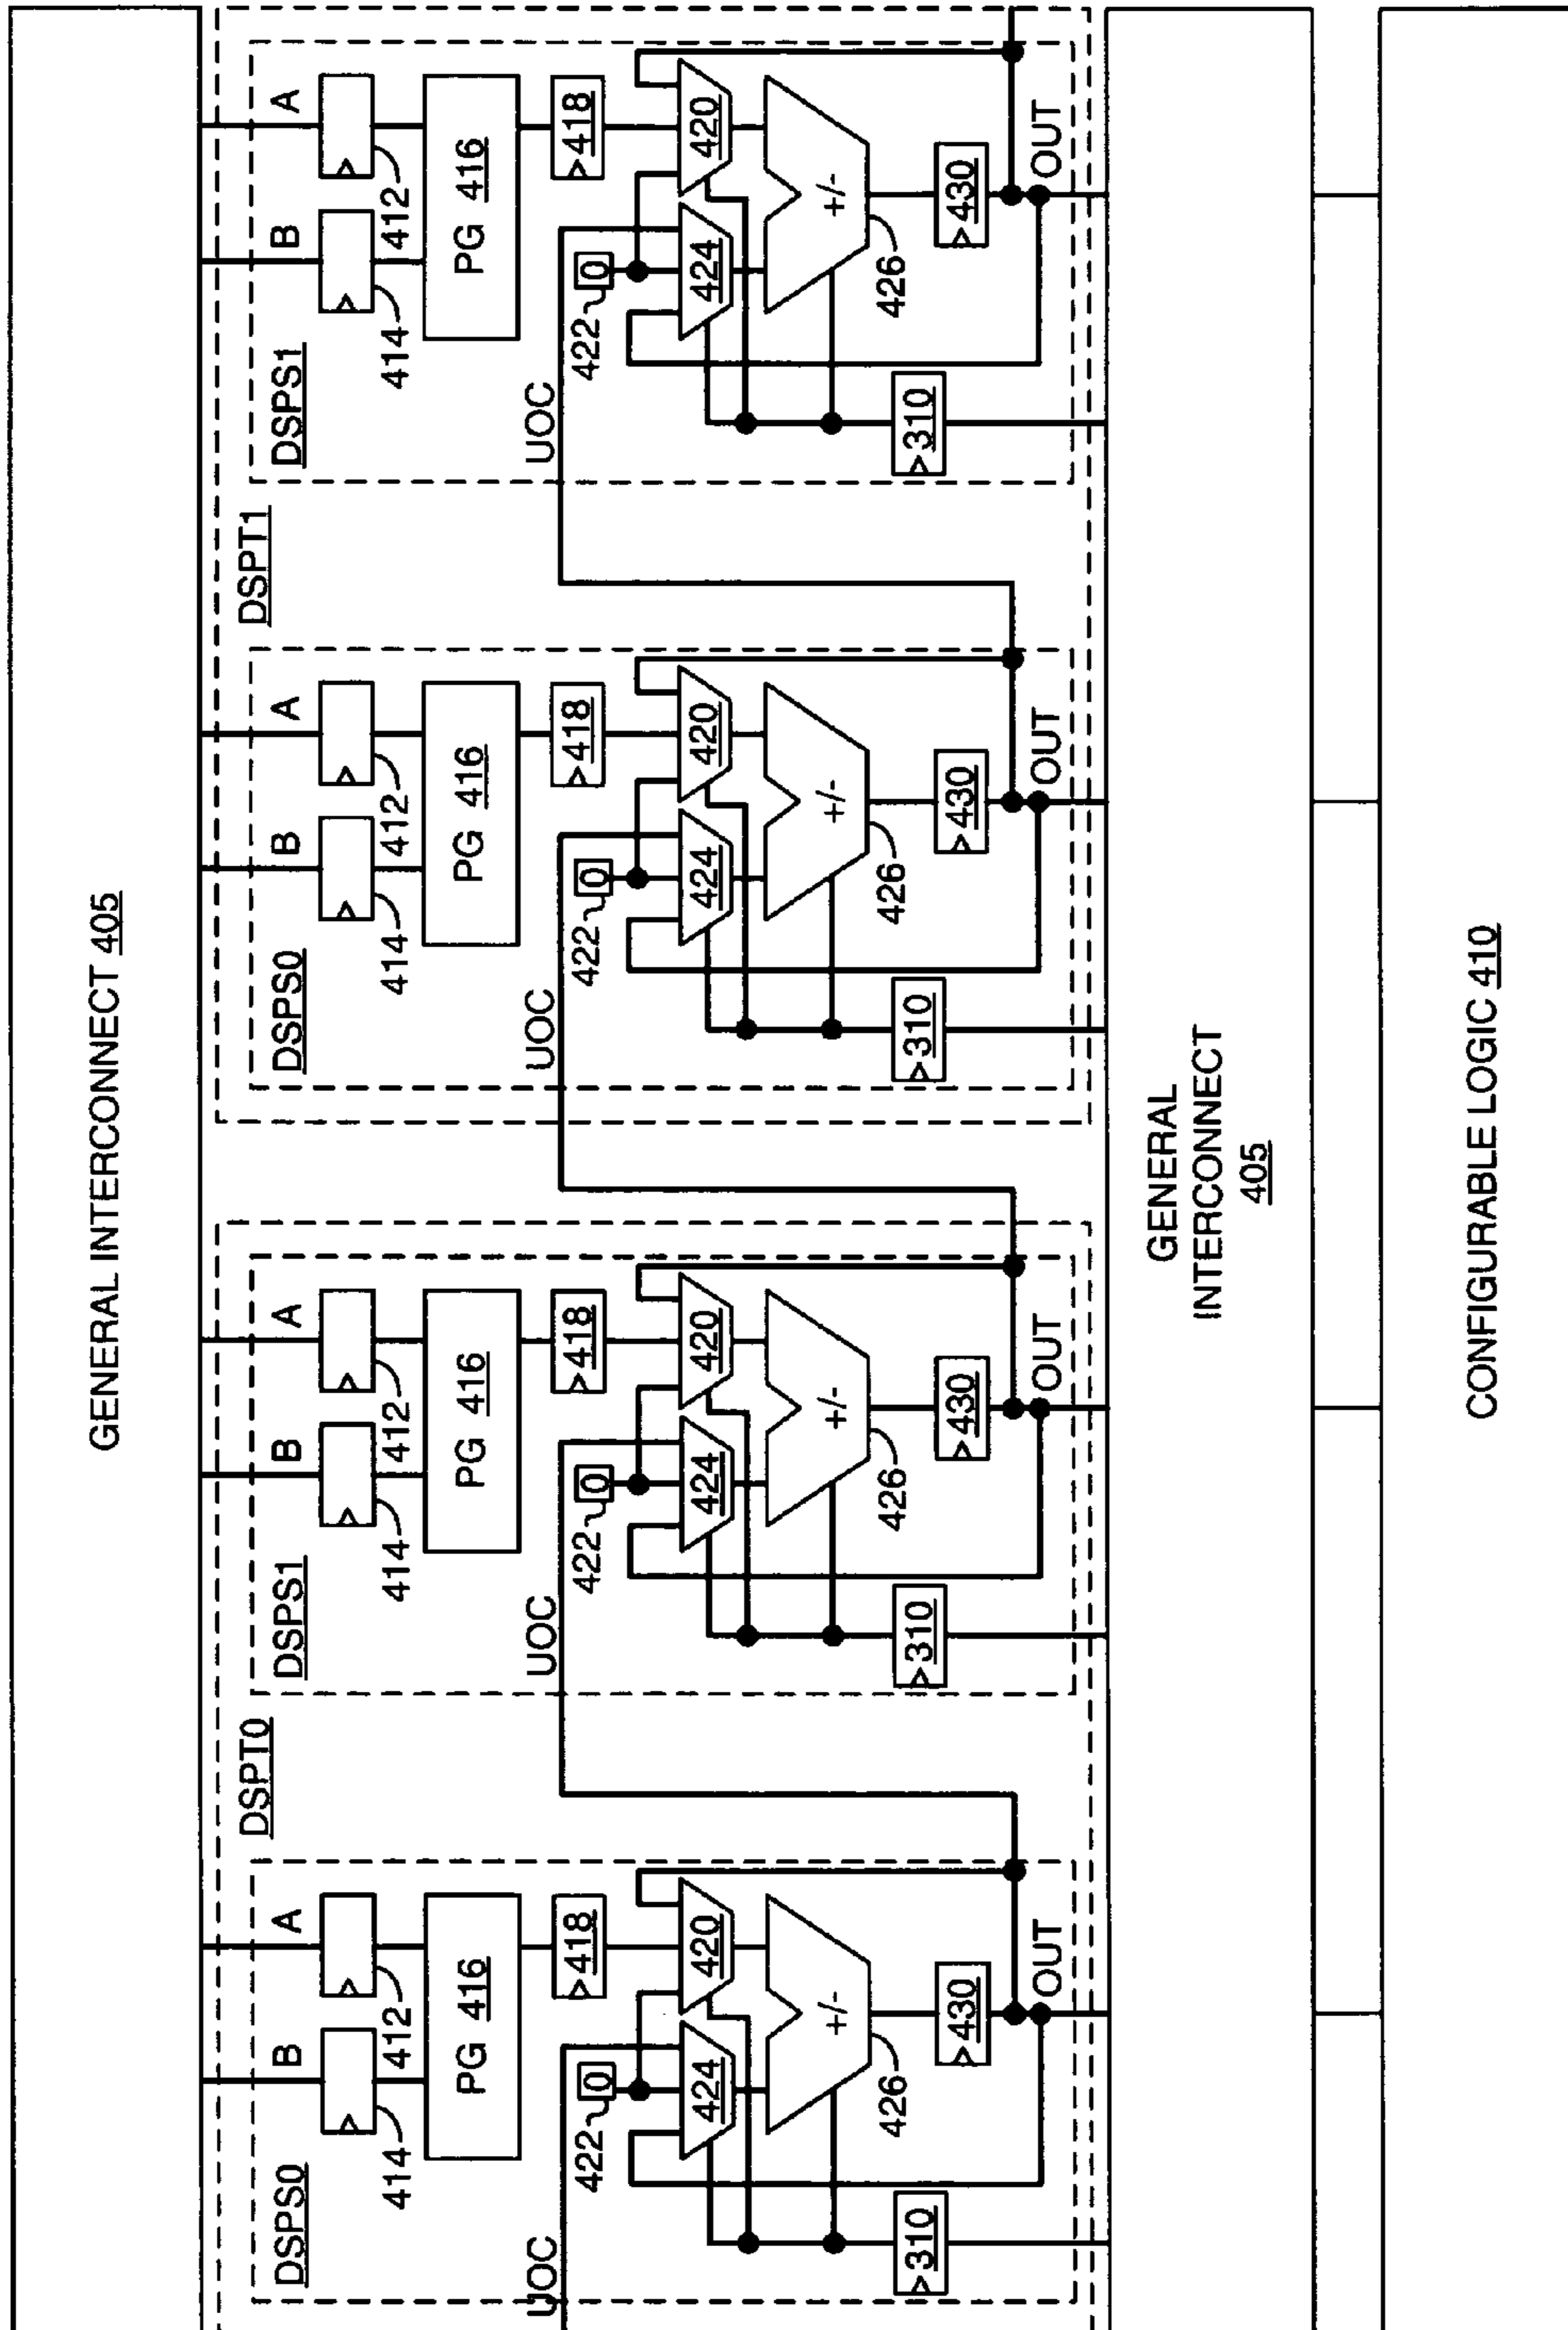 GENERAL INTERCONNECT 405
DSPT0
DSPS0
B
A
414
412
PG 416
UOC
422
0
418
424
420
+/-
426
310
430
OUT
DSPS1
B
A
414
412
PG 416
UOC
422
0
418
424
420
+/-
426
310
430
OUT
DSPT1
DSPS0
B
A
414
412
PG 416
UOC
422
0
418
424
420
+/-
426
310
430
OUT
DSPS1
B
A
414
412
PG 416
UOC
422
0
418
424
420
+/-
426
310
430
OUT
GENERAL
INTERCONNECT
405
CONFIGURABLE LOGIC 410